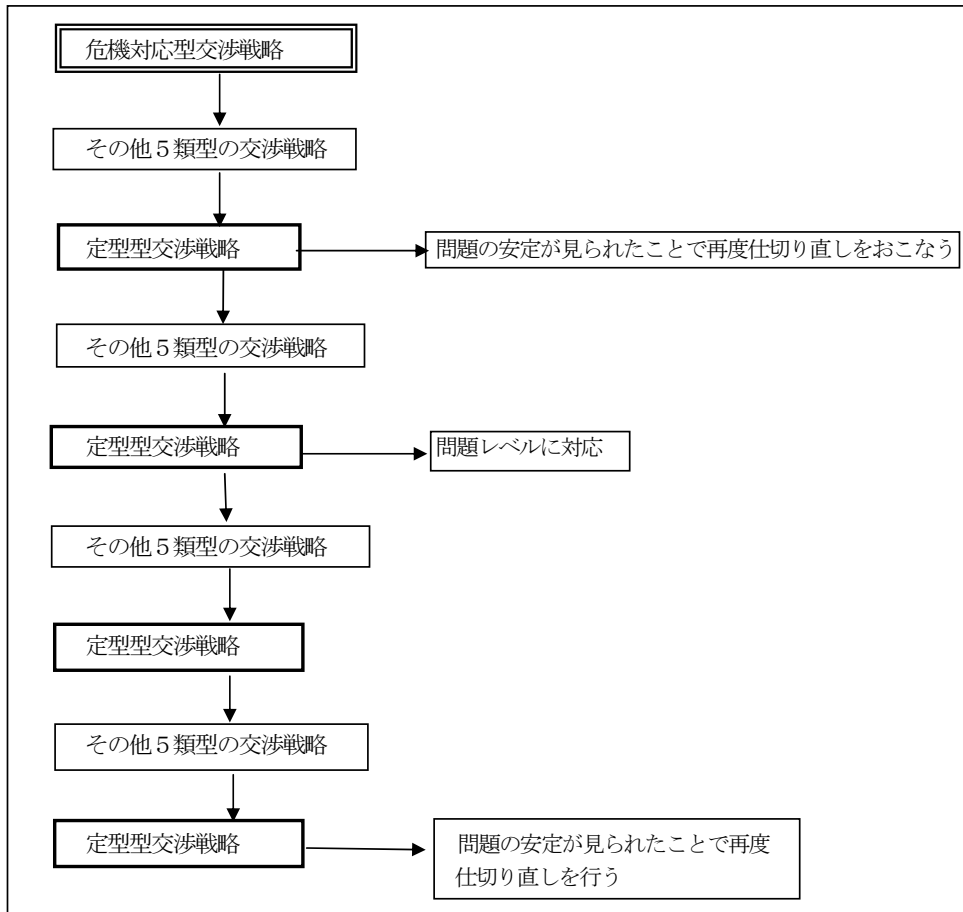 危機対応型交渉戦略
その他５類型の交渉戦略
定型型交渉戦略
問題の安定が見られたことで再度仕切り直しをおこなう
その他５類型の交渉戦略
定型型交渉戦略
問題レベルに対応
その他５類型の交渉戦略
定型型交渉戦略
その他５類型の交渉戦略
定型型交渉戦略
問題の安定が見られたことで再度
仕切り直しを行う